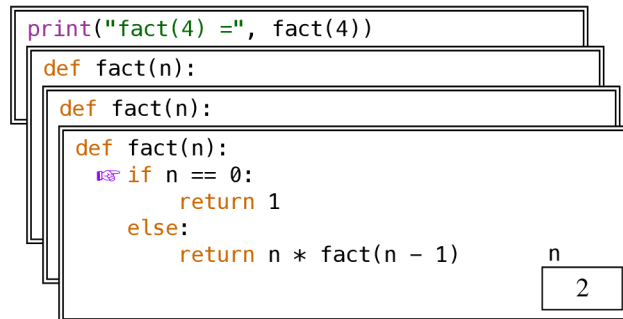 print("fact(4) =", fact(4))
def fact(n):
def fact(n):
def fact(n):
if n == 0:
return 1
else:
return n * fact(n − 1)
n
2